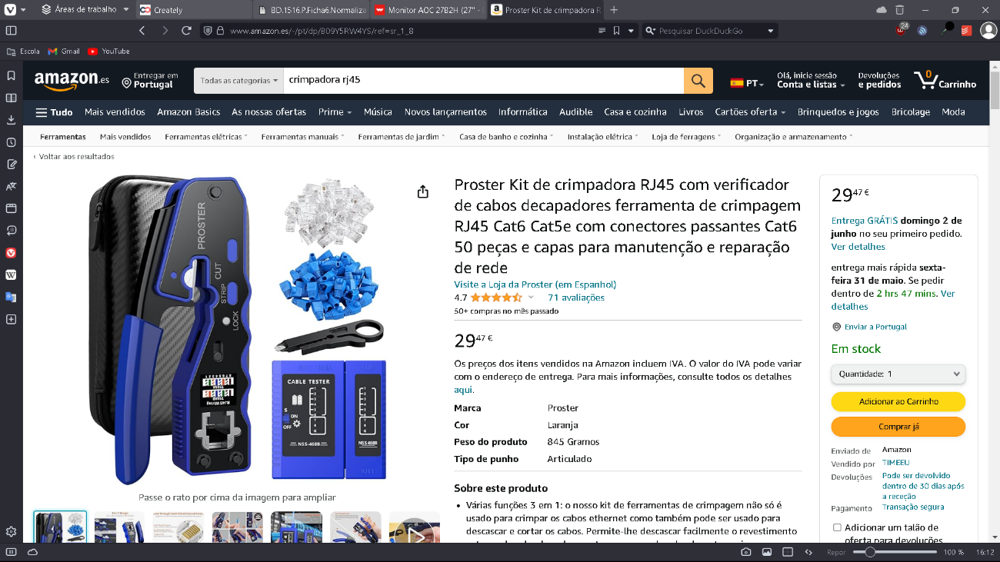 Áreas de trabalho
Creately
BD.1516.P.Ficha6.Normaliza
Monitor AOC 27B2H (27" -
Proster Kit de crimpadora R
www.amazon.es/-/pt/dp/B09Y5RW4YS/ref=sr_1_8
Pesquisar DuckDuckGo
24
Escola
Gmail
YouTube
amazon.es
Entregar em
Portugal
Todas as categorias
crimpadora rj45
PT
Olá, inicie sessão
Conta e listas
Devoluções
e pedidos
0
Carrinho
Tudo
Mais vendidos
Amazon Basics
As nossas ofertas
Prime
Música
Novos lançamentos
Informática
Audible
Casa e cozinha
Livros
Cartões oferta
Brinquedos e jogos
Bricolage
Moda
Ferramentas
Mais vendidos
Ferramentas elétricas
Ferramentas manuais
Ferramentas de jardim
Casa de banho e cozinha
Instalação elétrica
Loja de ferragens
Organização e armazenamento
‹ Voltar aos resultados
PROSTER
CUT
STRIP
LOCK
RJ45 Wiring
CABLE TESTER
S
ON
OFF
NSS-468B
NSS-468B
Passe o rato por cima da imagem para ampliar
Proster Kit de crimpadora RJ45 com verificador
de cabos decapadores ferramenta de crimpagem
RJ45 Cat6 Cat5e com conectores passantes Cat6
50 peças e capas para manutenção e reparação
de rede
Visite a Loja da Proster (em Espanhol)
4.7
71 avaliações
50+ compras no mês passado
29 47 €
Os preços dos itens vendidos na Amazon incluem IVA. O valor do IVA pode variar
com o endereço de entrega. Para mais informações, consulte todos os detalhes
aqui.
Marca Proster
Cor Laranja
Peso do produto 845 Gramos
Tipo de punho Articulado
Sobre este produto
• Várias funções 3 em 1: o nosso kit de ferramentas de crimpagem não só é
usado para crimpar os cabos ethernet como também pode ser usado para
descascar e cortar os cabos. Permite-lhe descascar facilmente o revestimento
29 47 €
Entrega GRÁTIS domingo 2 de
junho no seu primeiro pedido.
Ver detalhes
entrega mais rápida sexta-
feira 31 de maio. Se pedir
dentro de 2 hrs 47 mins. Ver
detalhes
Enviar a Portugal
Em stock
Quantidade: 1
Adicionar ao Carrinho
Comprar já
Enviado de Amazon
Vendido por TIMEEU
Devoluções Pode ser devolvido
dentro de 30 dias após
a receção
Pagamento Transação segura
Adicionar um talão de
oferta para devoluções
Repor
100 %
16:12